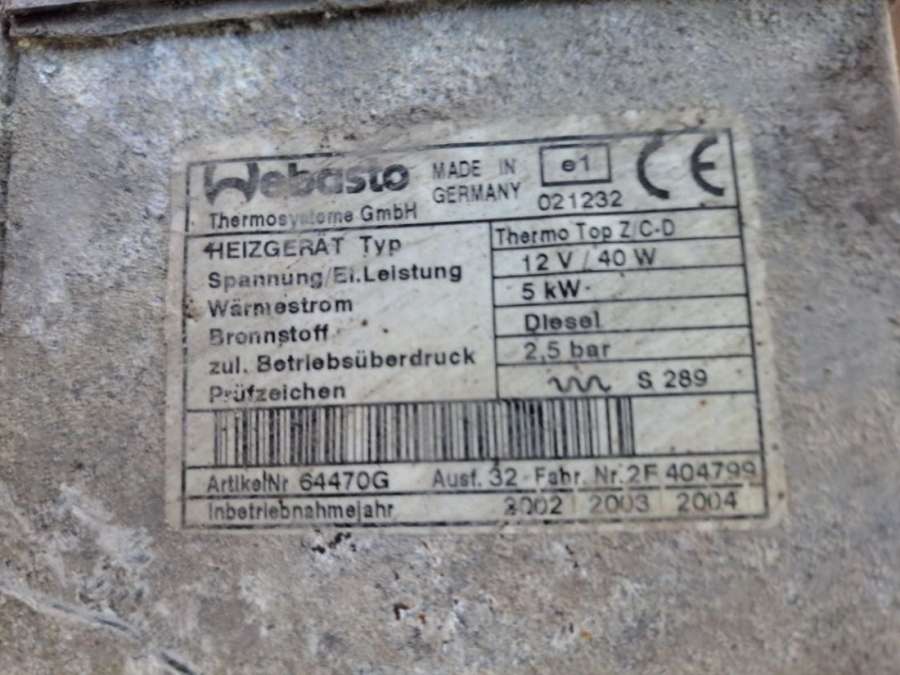 Webasto
Thermosysteme GmbH
MADE IN
GERMANY
e1
021232
CE
HEIZGERÄT Typ
Thermo Top Z/C-D
Spannung/El.Leistung
12 V / 40 W
Wärmestrom
5 kW
Brennstoff
Diesel
zul. Betriebsüberdruck
2,5 bar
Prüfzeichen
S 289
ArtikelNr 64470G Ausf. 32 - Fabr. Nr. 2F 404799
Inbetriebnahmejahr 2002 2003 2004